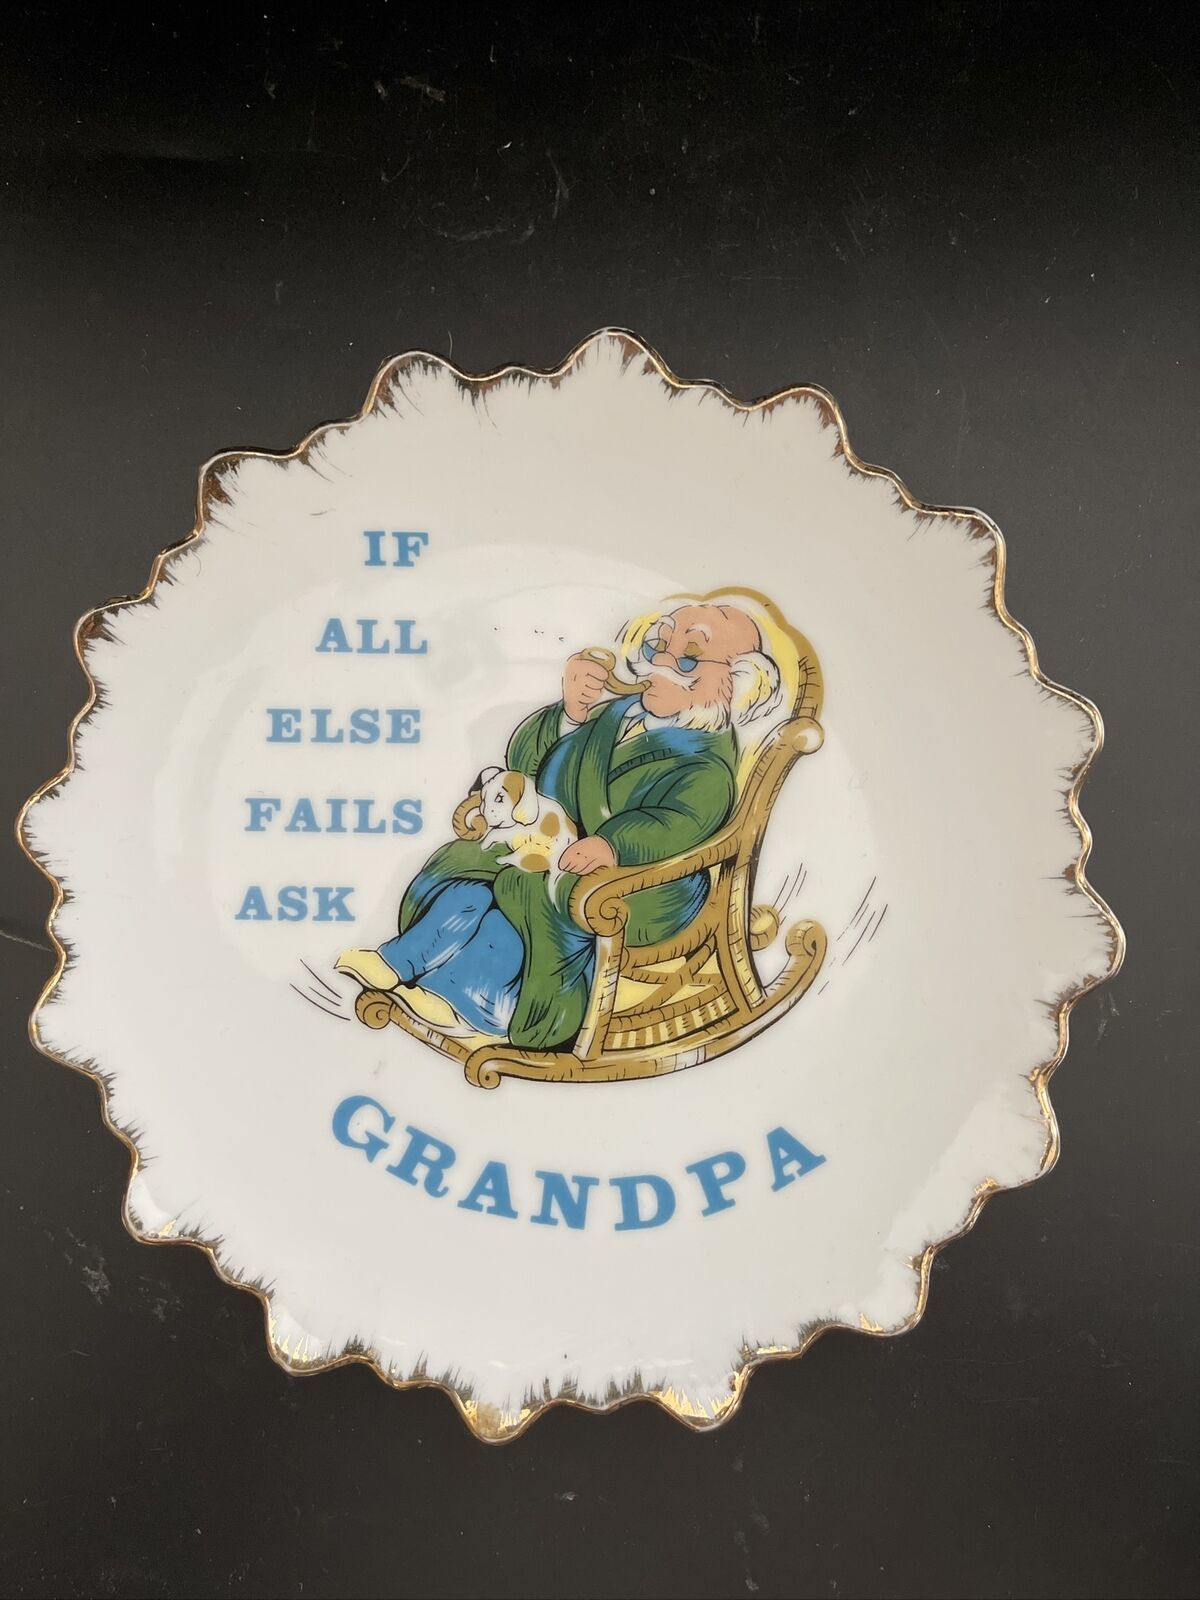 IF
ALL
ELSE
FAILS
ASK
GRANDPA